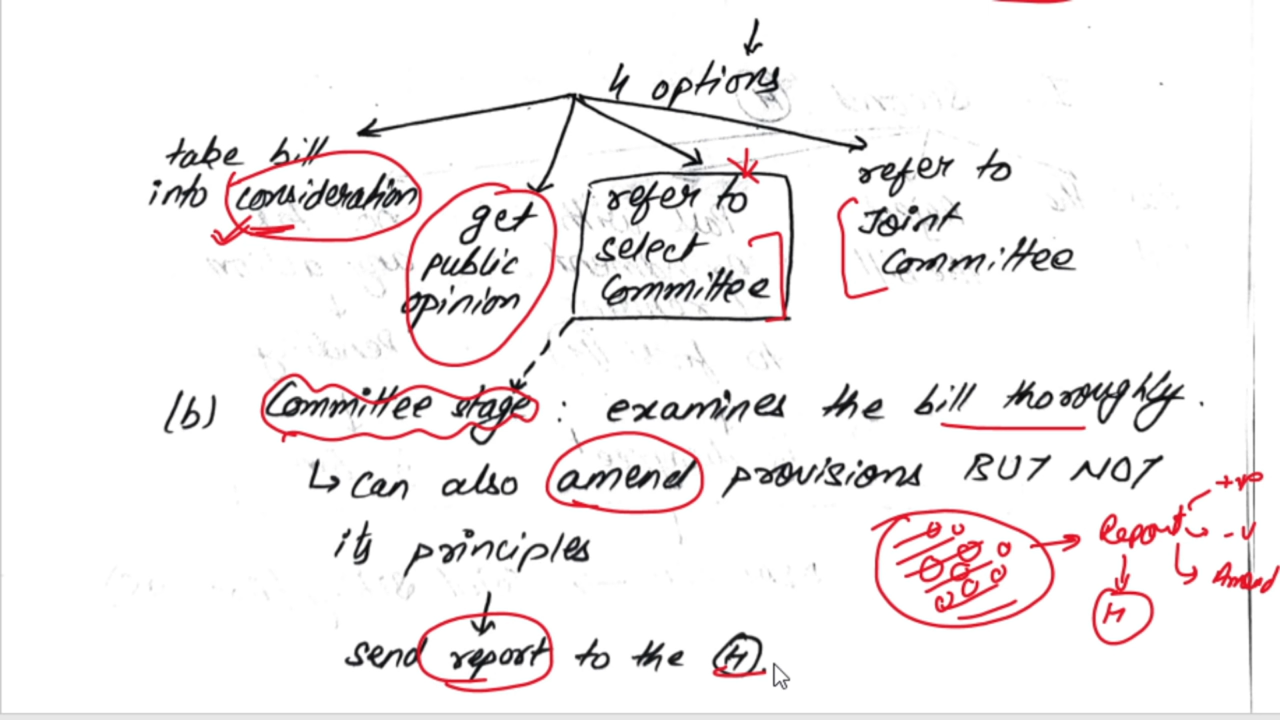 4 options
take bill
into consideration
get
public
opinion
refer to
select
Committee
refer to
Joint
Committee
(b) Committee stage : examines the bill thoroughly.
↳ can also amend provisions BUT NOT
its principles
Report
+ve
-v
Amend
H
send report to the H.